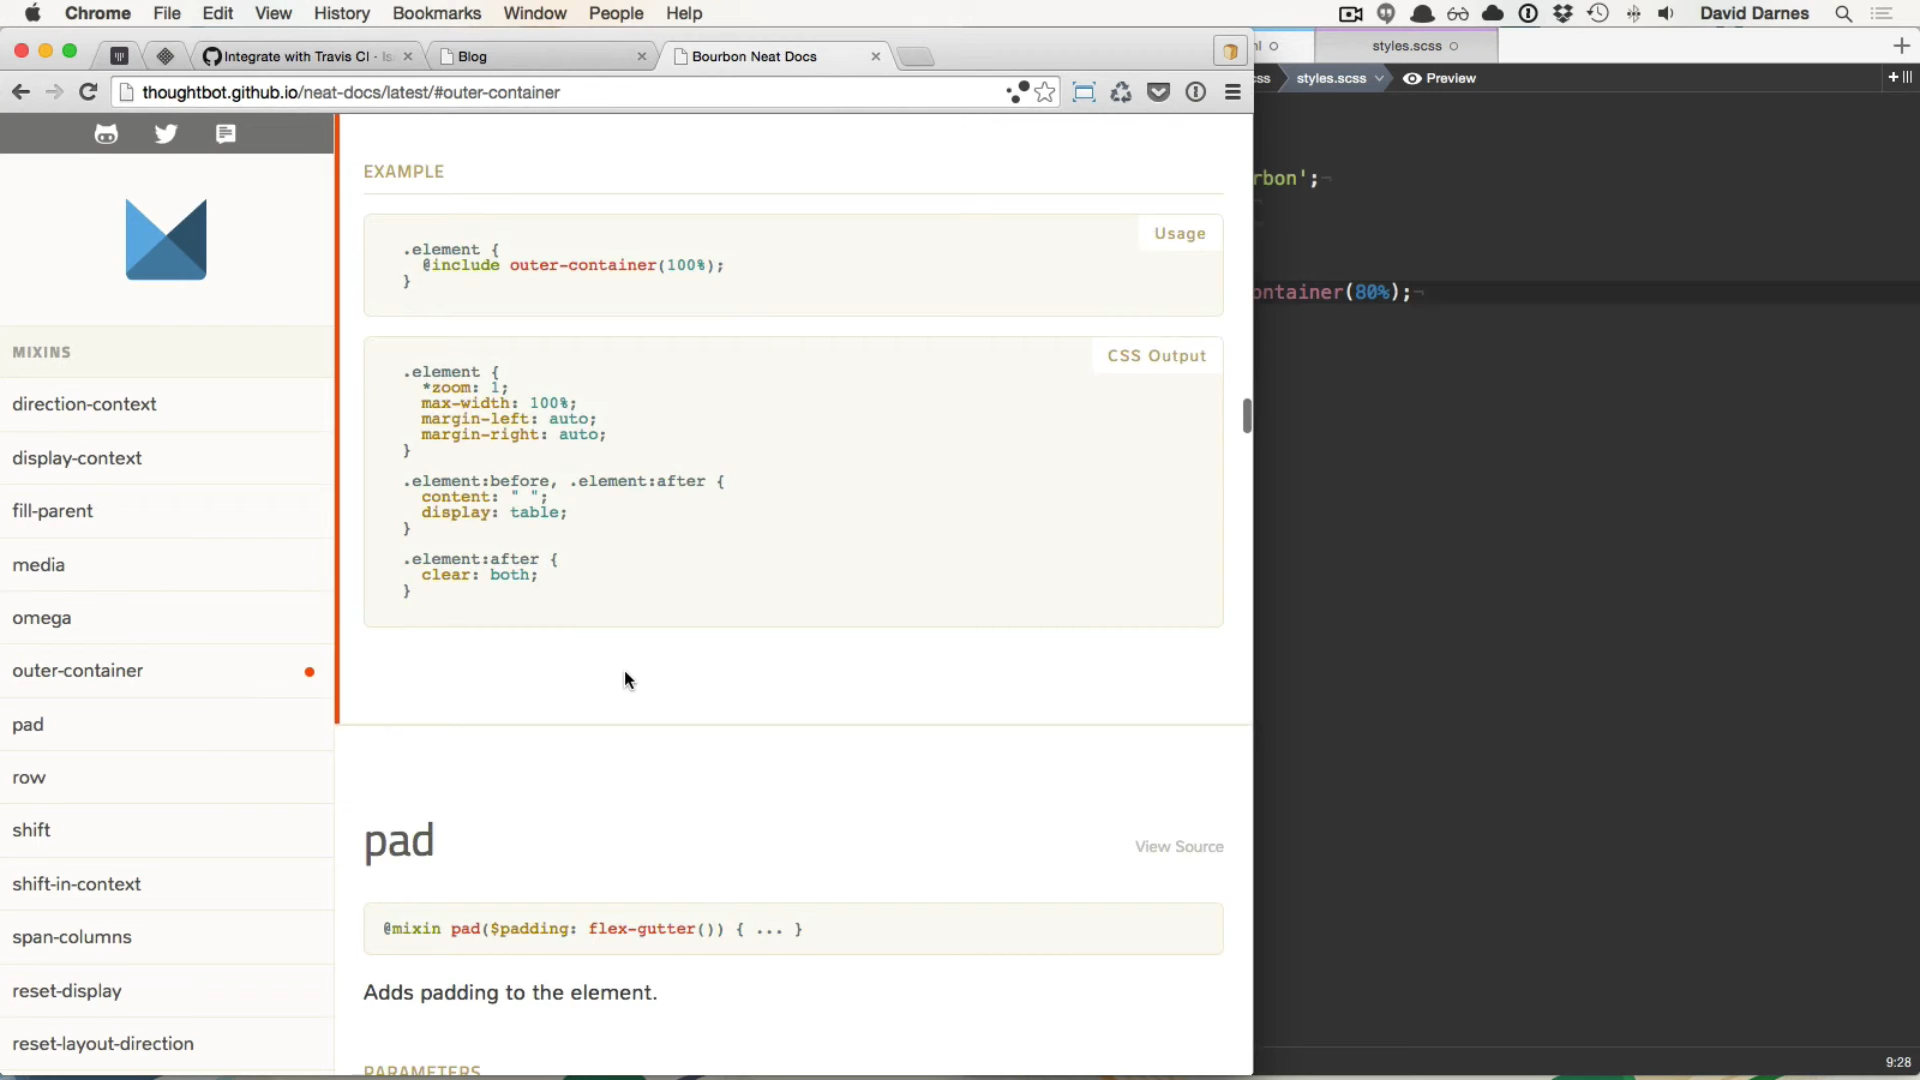 Chrome File Edit View History Bookmarks Window People Help David Darnes
Integrate with Travis CI · Is
Blog
Bourbon Neat Docs
styles.scss
thoughtbot.github.io/neat-docs/latest/#outer-container
styles.scss
Preview
EXAMPLE
Usage
.element {
@include outer-container(100%);
}
CSS Output
.element {
*zoom: 1;
max-width: 100%;
margin-left: auto;
margin-right: auto;
}
.element:before, .element:after {
content: " ";
display: table;
}
.element:after {
clear: both;
}
pad
View Source
@mixin pad($padding: flex-gutter()) { ... }
Adds padding to the element.
PARAMETERS
MIXINS
direction-context
display-context
fill-parent
media
omega
outer-container
pad
row
shift
shift-in-context
span-columns
reset-display
reset-layout-direction
rbon';
ontainer(80%);
9:28